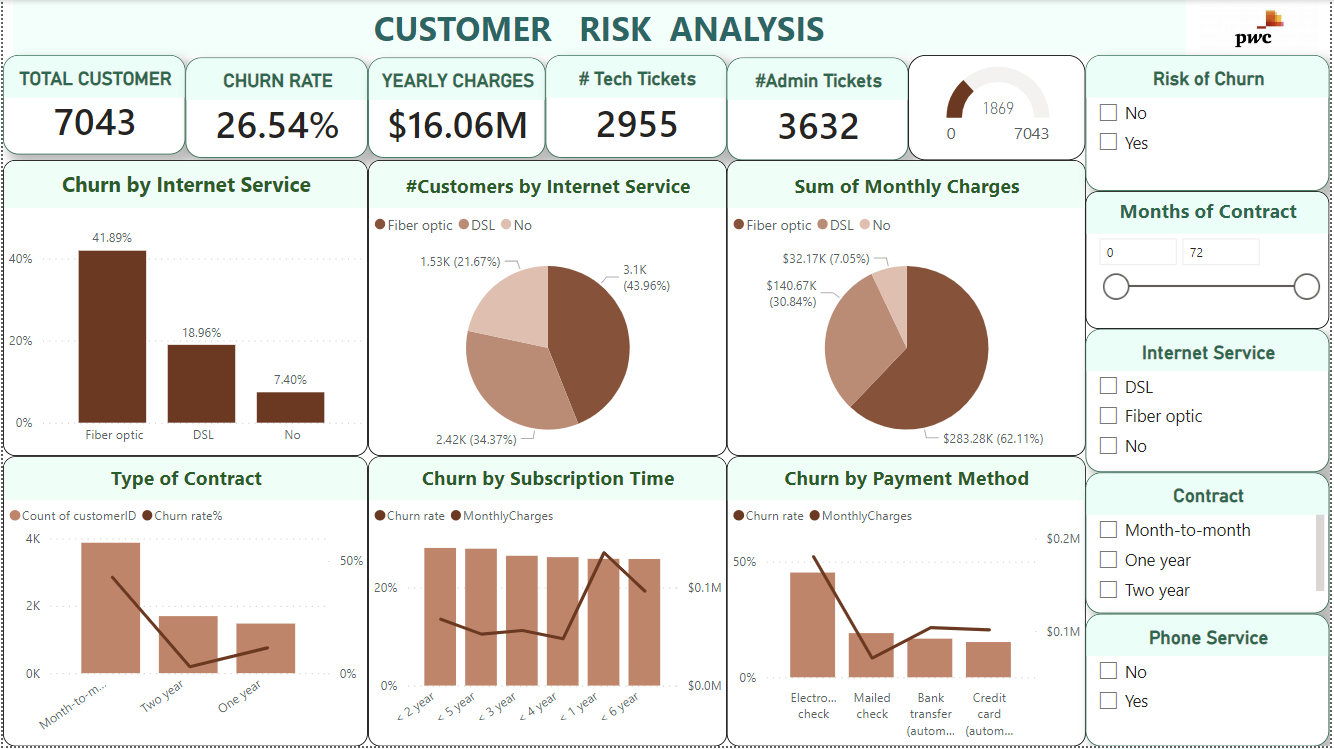 CUSTOMER RISK ANALYSIS
pwc
TOTAL CUSTOMER
7043
CHURN RATE
26.54%
YEARLY CHARGES
$16.06M
# Tech Tickets
2955
#Admin Tickets
3632
1869
0 7043
Risk of Churn
No
Yes
Churn by Internet Service
41.89%
40%
18.96%
20%
7.40%
0%
Fiber optic DSL No
#Customers by Internet Service
Fiber optic DSL No
1.53K (21.67%)
3.1K
(43.96%)
2.42K (34.37%)
Sum of Monthly Charges
Fiber optic DSL No
$32.17K (7.05%)
$140.67K
(30.84%)
$283.28K (62.11%)
Months of Contract
0 72
Internet Service
DSL
Fiber optic
No
Type of Contract
Count of customerID Churn rate%
4K
50%
2K
0K 0%
Month-to-m... Two year One year
Churn by Subscription Time
Churn rate MonthlyCharges
20% $0.1M
0% $0.0M
< 2 year < 5 year < 3 year < 4 year < 1 year < 6 year
Churn by Payment Method
Churn rate MonthlyCharges
$0.2M
50%
$0.1M
0%
Electro...
check
Mailed
check
Bank
transfer
(autom...
Credit
card
(autom...
Contract
Month-to-month
One year
Two year
Phone Service
No
Yes